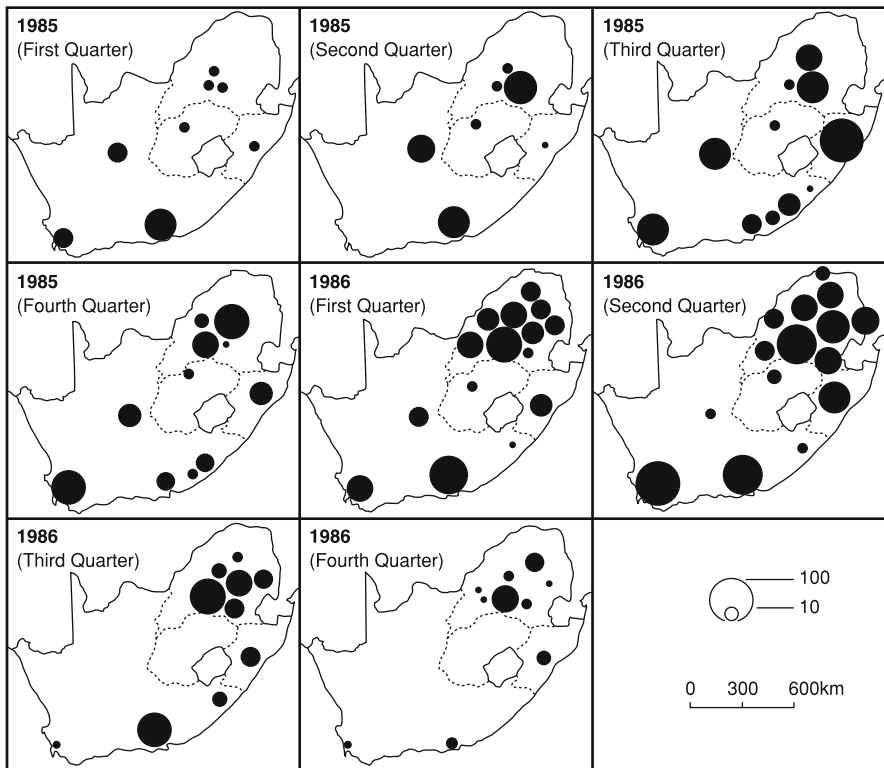 1985
(First Quarter)
1985
(Second Quarter)
1985
(Third Quarter)
1985
(Fourth Quarter)
1986
(First Quarter)
1986
(Second Quarter)
1986
(Third Quarter)
1986
(Fourth Quarter)
100
10
0 300 600km